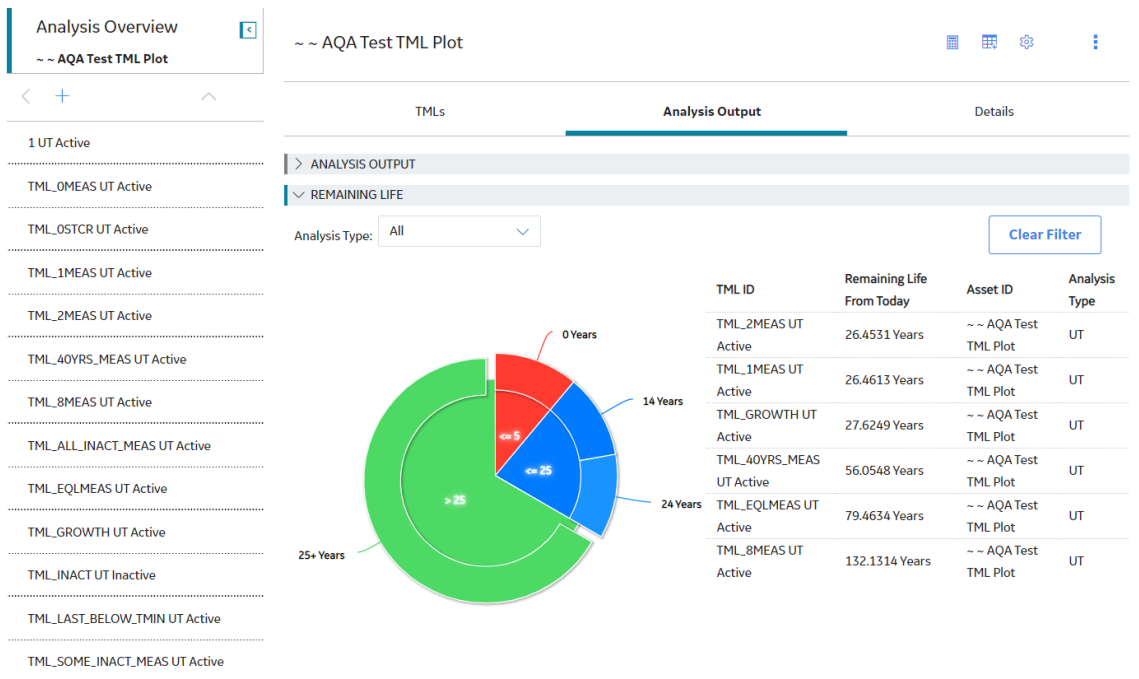 Analysis Overview
~ ~ AQA Test TML Plot
1 UT Active
TML_0MEAS UT Active
TML_0STCR UT Active
TML_1MEAS UT Active
TML_2MEAS UT Active
TML_40YRS_MEAS UT Active
TML_8MEAS UT Active
TML_ALL_INACT_MEAS UT Active
TML_EQLMEAS UT Active
TML_GROWTH UT Active
TML_INACT UT Inactive
TML_LAST_BELOW_TMIN UT Active
TML_SOME_INACT_MEAS UT Active
~ ~ AQA Test TML Plot
TMLs Analysis Output Details
ANALYSIS OUTPUT
REMAINING LIFE
Analysis Type: All Clear Filter
0 Years
14 Years
24 Years
25+ Years
<= 5
<= 25
> 25
TML ID Remaining Life Asset ID Analysis
From Today Type
TML_2MEAS UT 26.4531 Years ~ ~ AQA Test UT
Active TML Plot
TML_1MEAS UT 26.4613 Years ~ ~ AQA Test UT
Active TML Plot
TML_GROWTH UT 27.6249 Years ~ ~ AQA Test UT
Active TML Plot
TML_40YRS_MEAS 56.0548 Years ~ ~ AQA Test UT
UT Active TML Plot
TML_EQLMEAS UT 79.4634 Years ~ ~ AQA Test UT
Active TML Plot
TML_8MEAS UT 132.1314 Years ~ ~ AQA Test UT
Active TML Plot